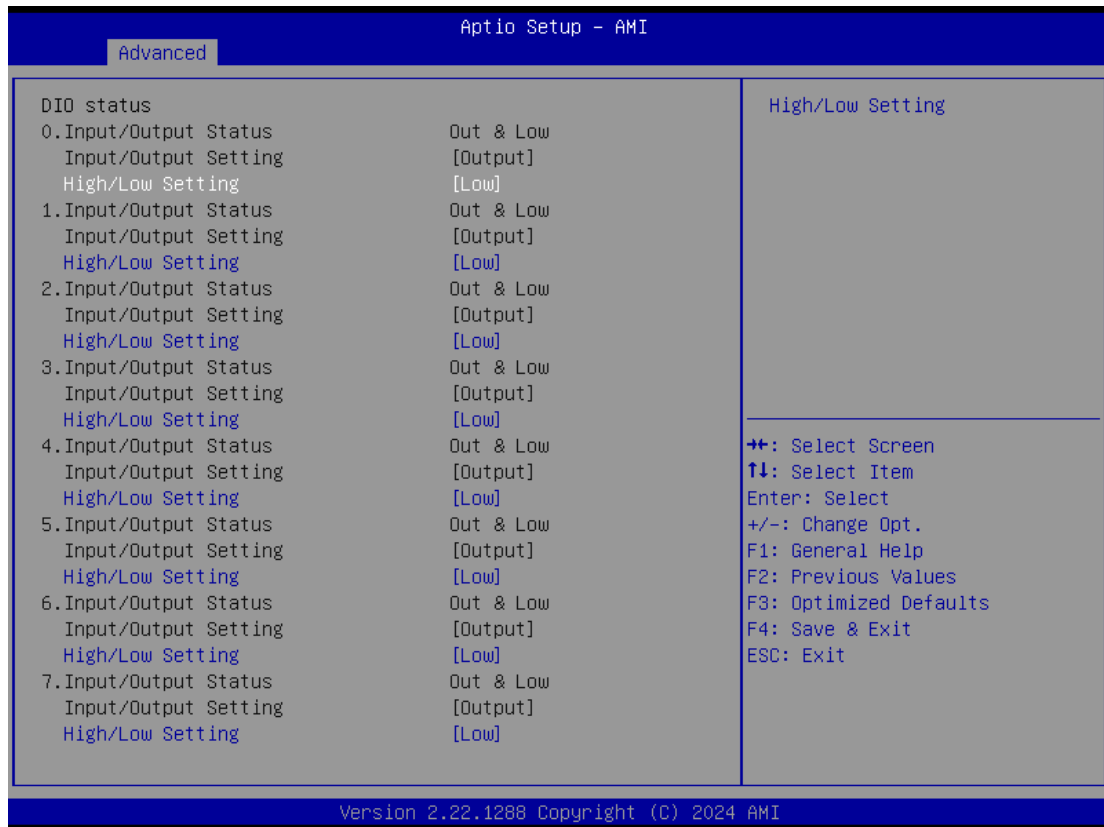 Aptio Setup – AMI
Advanced
DIO status
0.Input/Output Status Out & Low
Input/Output Setting [Output]
High/Low Setting [Low]
1.Input/Output Status Out & Low
Input/Output Setting [Output]
High/Low Setting [Low]
2.Input/Output Status Out & Low
Input/Output Setting [Output]
High/Low Setting [Low]
3.Input/Output Status Out & Low
Input/Output Setting [Output]
High/Low Setting [Low]
4.Input/Output Status Out & Low
Input/Output Setting [Output]
High/Low Setting [Low]
5.Input/Output Status Out & Low
Input/Output Setting [Output]
High/Low Setting [Low]
6.Input/Output Status Out & Low
Input/Output Setting [Output]
High/Low Setting [Low]
7.Input/Output Status Out & Low
Input/Output Setting [Output]
High/Low Setting [Low]
High/Low Setting
→←: Select Screen
↑↓: Select Item
Enter: Select
+/-: Change Opt.
F1: General Help
F2: Previous Values
F3: Optimized Defaults
F4: Save & Exit
ESC: Exit
Version 2.22.1288 Copyright (C) 2024 AMI